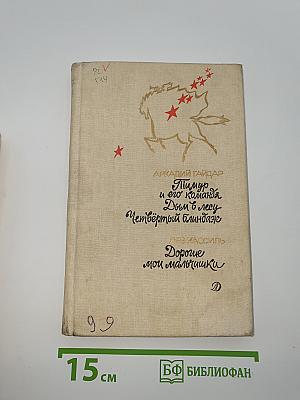 АРКАДИЙ ГАЙДАР
Тимур
и его команда
Дым в лесу
Четвёртый блиндаж
ЛЕВ КАССИЛЬ
Дорогие
мои мальчишки
Д
99
15 см
БФ БИБЛИОФАН